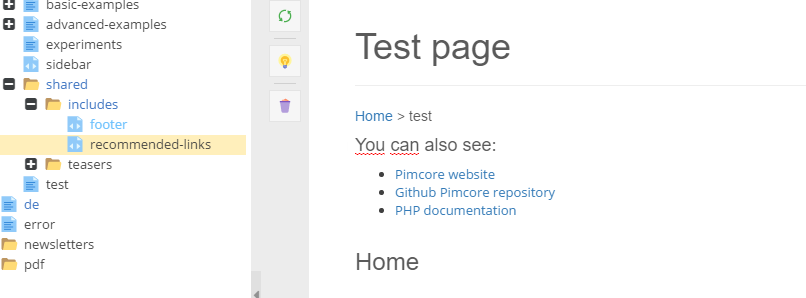 basic-examples
advanced-examples
experiments
sidebar
shared
includes
footer
recommended-links
teasers
test
de
error
newsletters
pdf
Test page
Home > test
You can also see:
Pimcore website
Github Pimcore repository
PHP documentation
Home